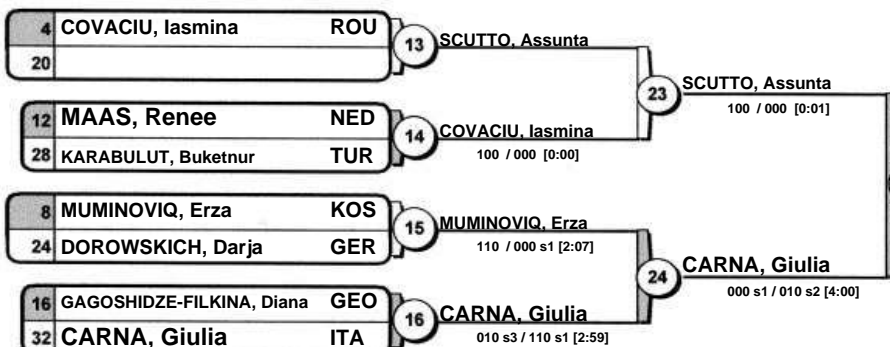 4 COVACIU, Iasmina ROU
20
13 SCUTTO, Assunta
23 SCUTTO, Assunta
100 / 000 [0:01]
12 MAAS, Renee NED
28 KARABULUT, Buketnur TUR
14 COVACIU, Iasmina
100 / 000 [0:00]
8 MUMINOVIQ, Erza KOS
24 DOROWSKICH, Darja GER
15 MUMINOVIQ, Erza
110 / 000 s1 [2:07]
24 CARNA, Giulia
000 s1 / 010 s2 [4:00]
16 GAGOSHIDZE-FILKINA, Diana GEO
32 CARNA, Giulia ITA
16 CARNA, Giulia
010 s3 / 110 s1 [2:59]